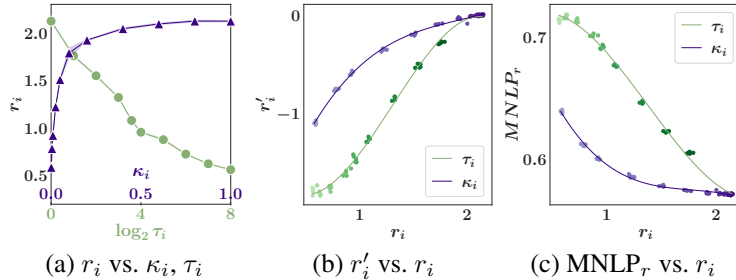 2.0
1.5
1.0
0.5
r_i
κ_i
0.0 0.5 1.0
0 4 8
log₂ τ_i
(a) r_i vs. κ_i, τ_i
−0
−1
r′_i
τ_i
κ_i
1 2
r_i
(b) r′_i vs. r_i
0.7
0.6
MNLP_r
τ_i
κ_i
1 2
r_i
(c) MNLP_r vs. r_i